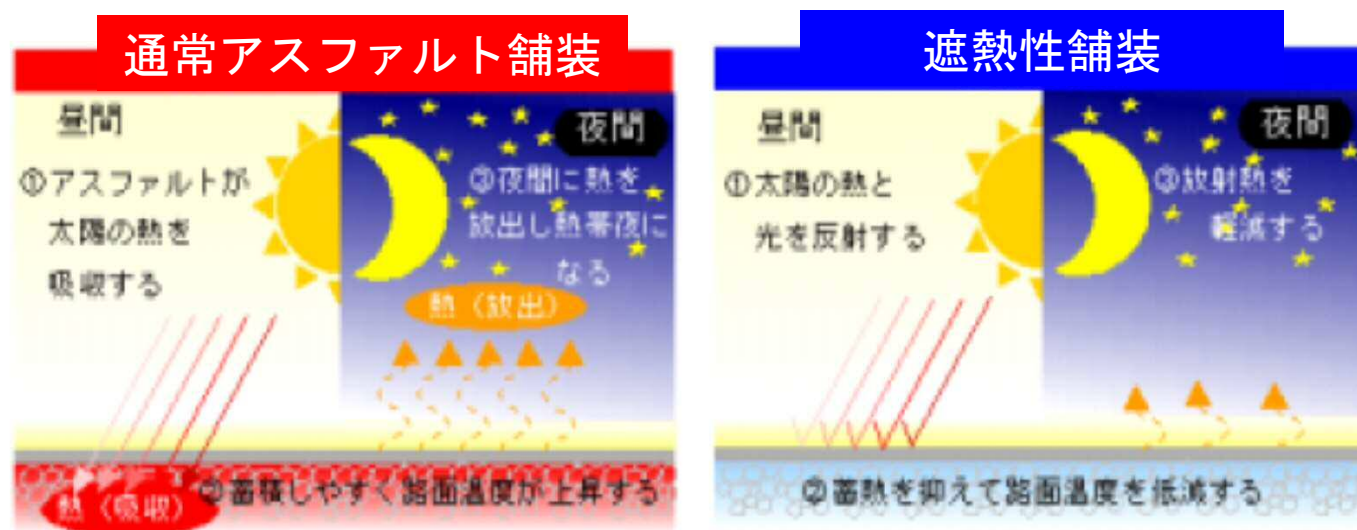 通常アスファルト舗装
昼間
①アスファルトが
太陽の熱を
吸収する
夜間
③夜間に熱を
放出し熱帯夜に
なる
熱(放出)
熱(吸収)
②蓄積しやすく路面温度が上昇する
遮熱性舗装
昼間
①太陽の熱と
光を反射する
夜間
③放射熱を
軽減する
②蓄熱を抑えて路面温度を低減する